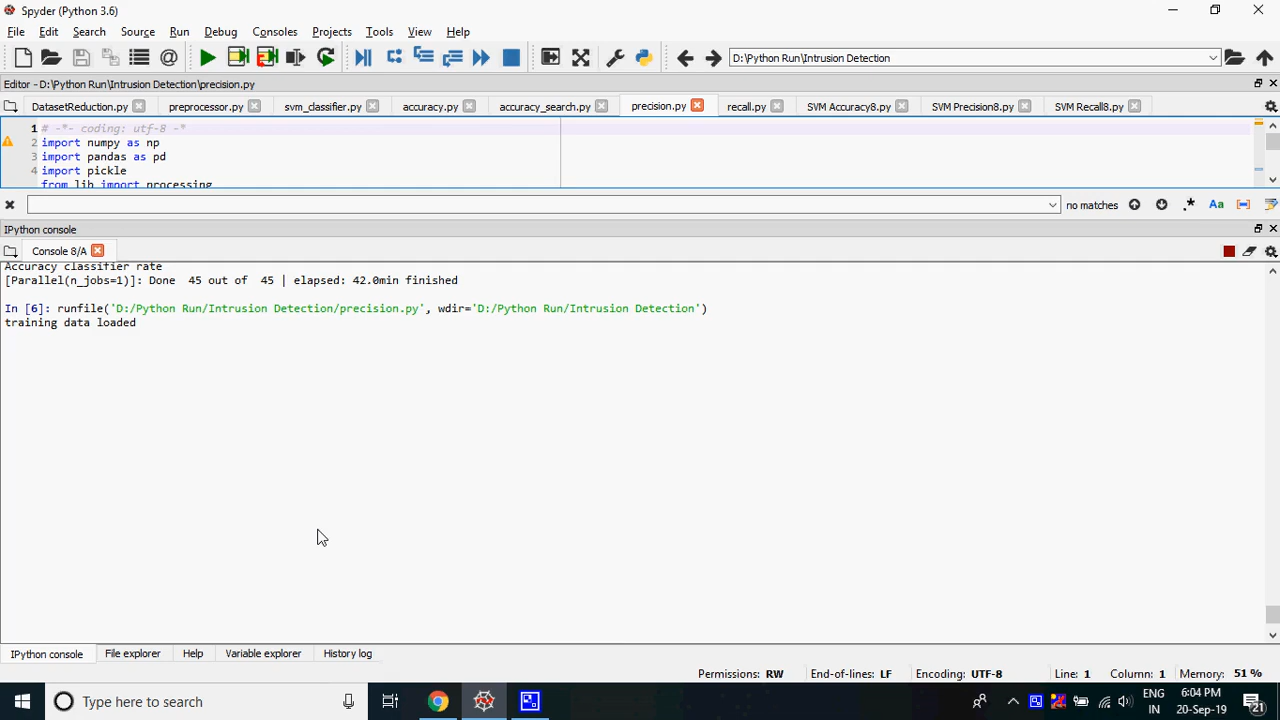 Spyder (Python 3.6)
File Edit Search Source Run Debug Consoles Projects Tools View Help
D:\Python Run\Intrusion Detection
Editor - D:\Python Run\Intrusion Detection\precision.py
DatasetReduction.py preprocessor.py svm_classifier.py accuracy.py accuracy_search.py precision.py recall.py SVM Accuracy8.py SVM Precision8.py SVM Recall8.py
1 # -*- coding: utf-8 -*
2 import numpy as np
3 import pandas as pd
4 import pickle
from lib import processing
no matches .* Aa
IPython console
Console 8/A
Accuracy classifier rate
[Parallel(n_jobs=1)]: Done 45 out of 45 | elapsed: 42.0min finished
In [6]: runfile('D:/Python Run/Intrusion Detection/precision.py', wdir='D:/Python Run/Intrusion Detection')
training data loaded
IPython console File explorer Help Variable explorer History log
Permissions: RW End-of-lines: LF Encoding: UTF-8 Line: 1 Column: 1 Memory: 51 %
Type here to search
ENG
IN
6:04 PM
20-Sep-19
21